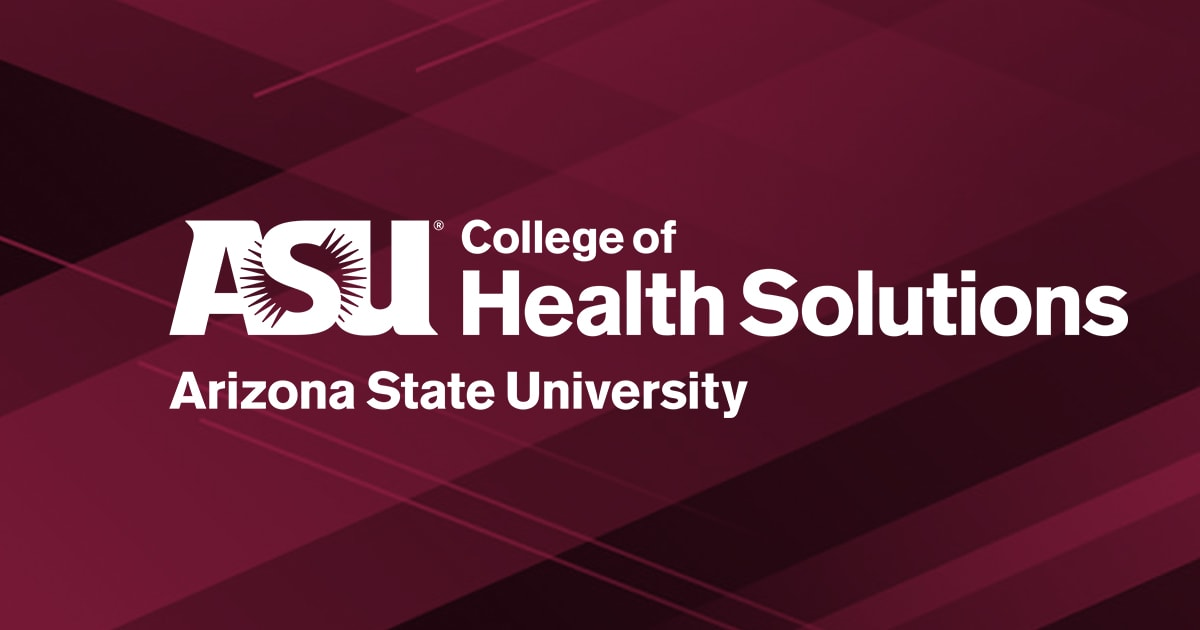 ASU®
College of
Health Solutions
Arizona State University